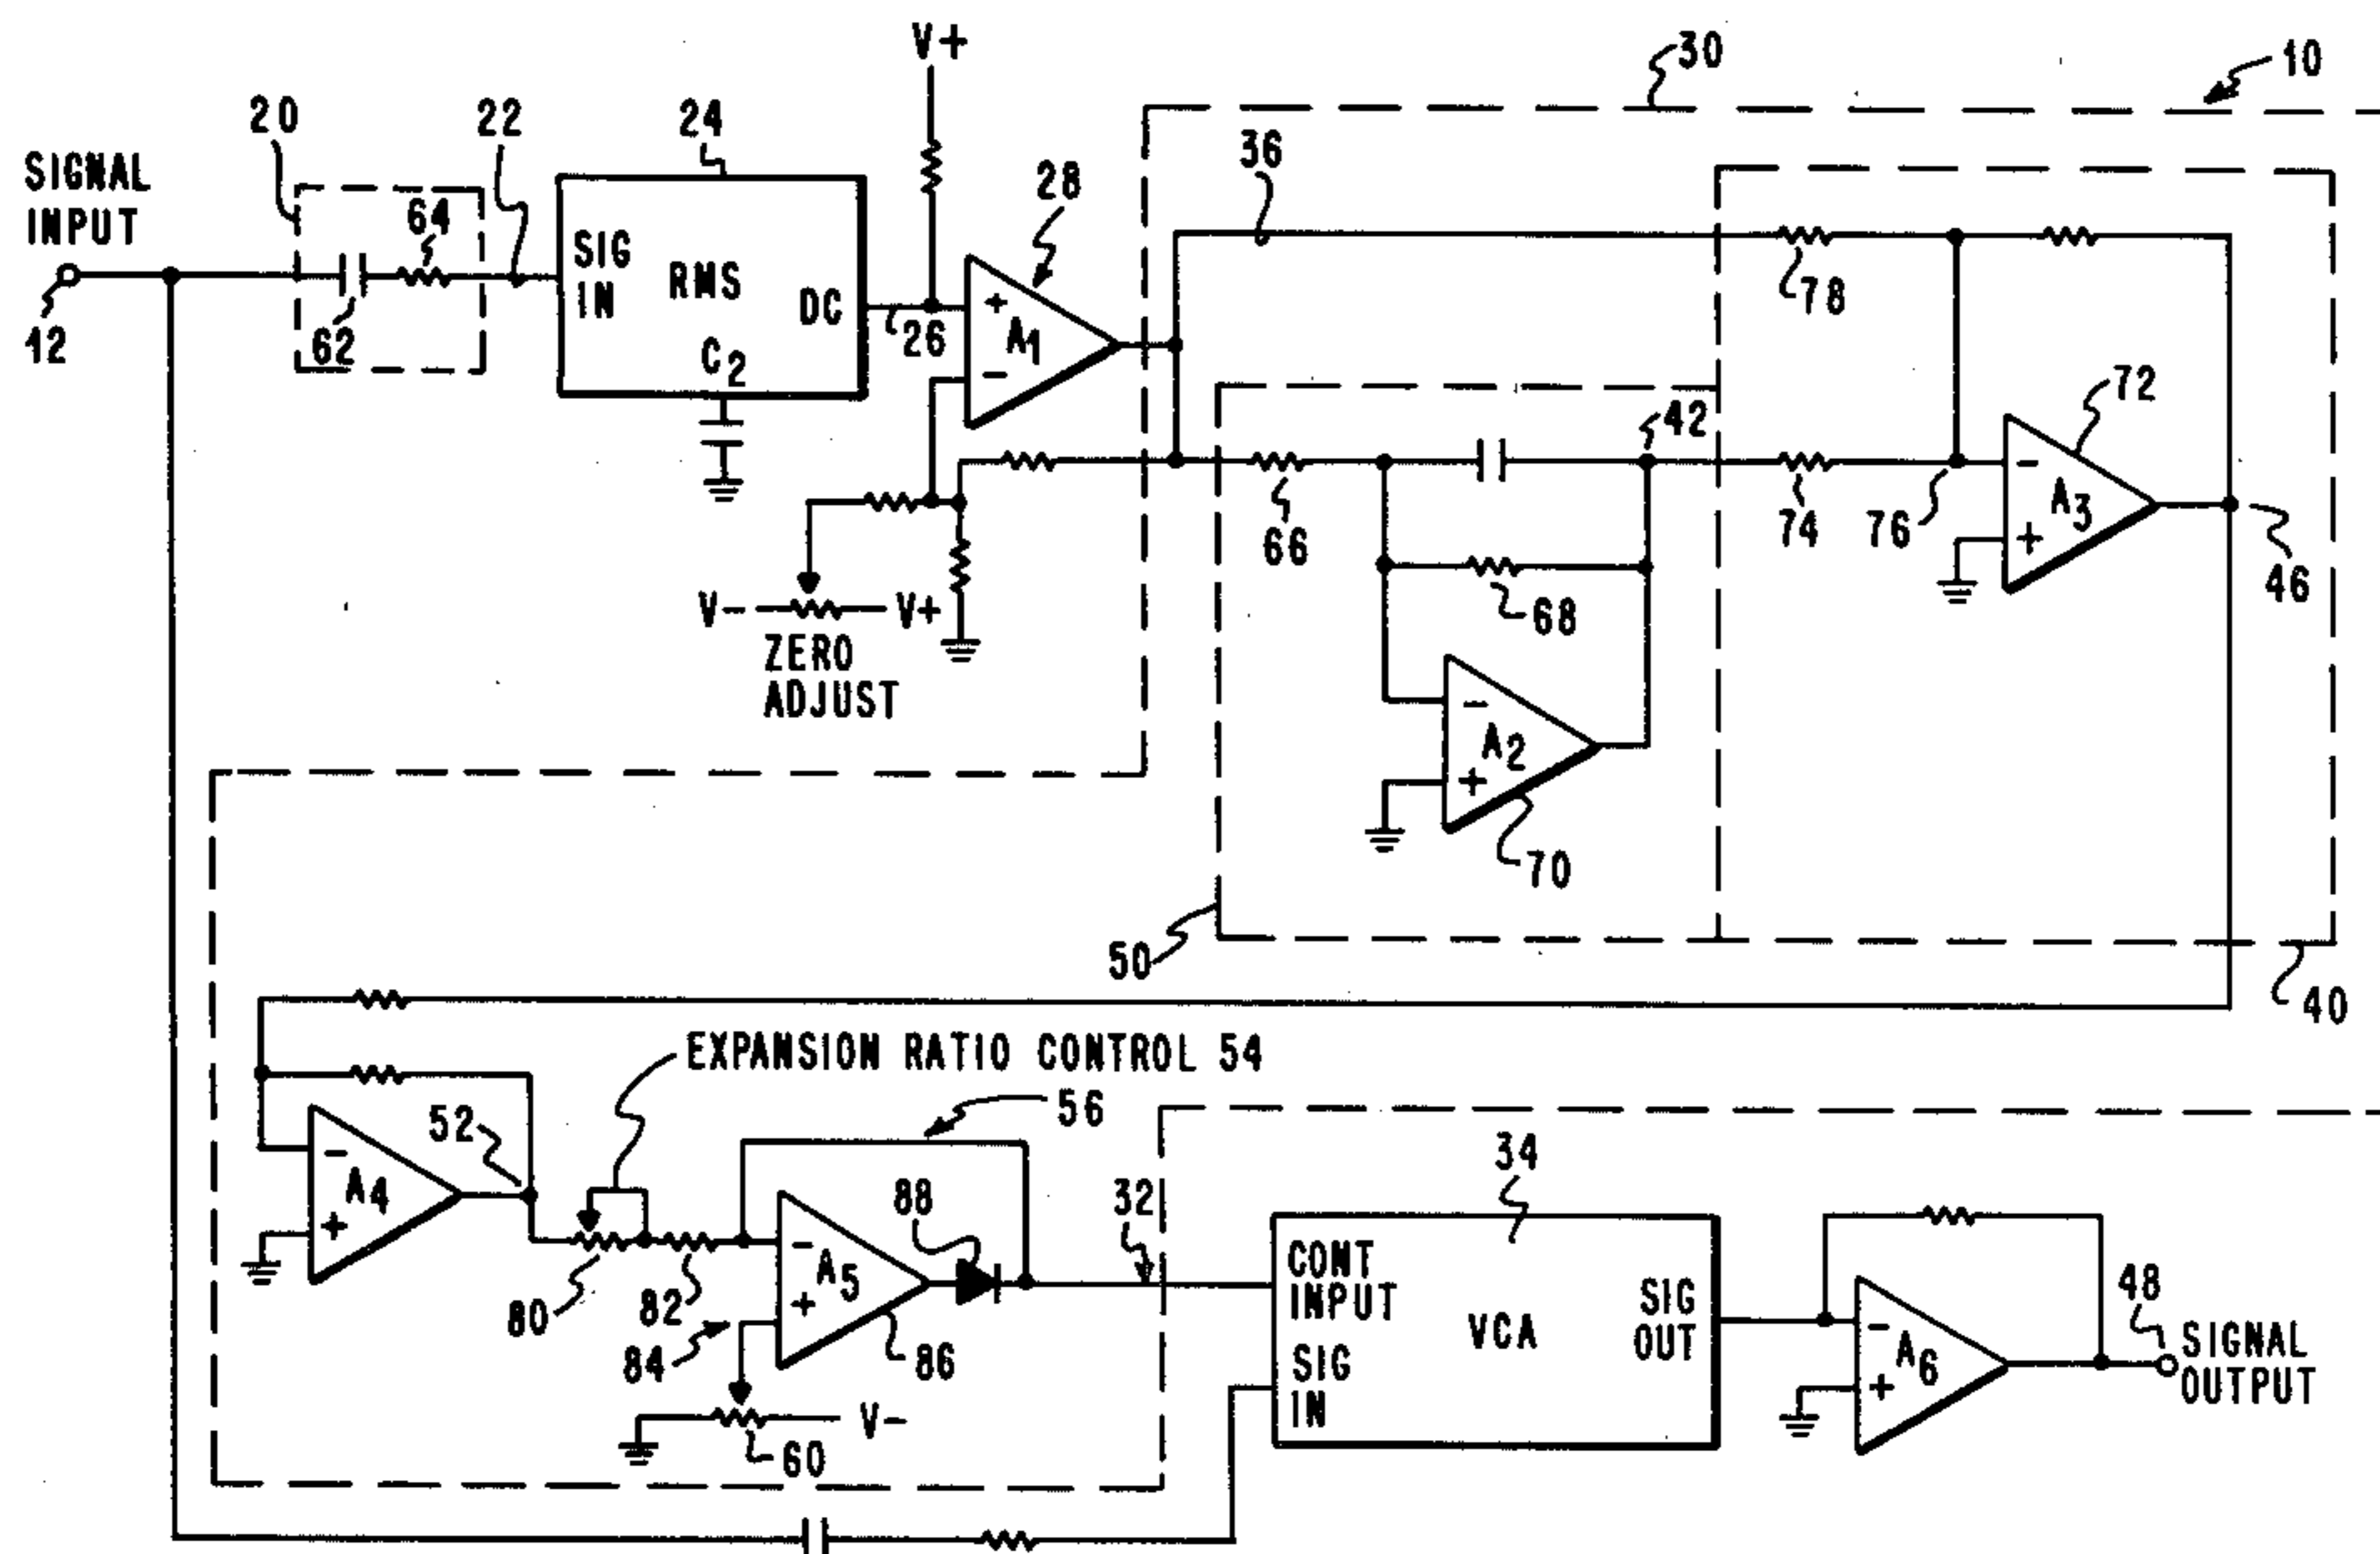 V+
30
10
20
22
24
36
28
SIGNAL
INPUT
64
SIG
IN
RMS
DC
C2
12
62
26
+
A1
-
78
42
72
66
74
76
-
A3
+
46
V-
V+
ZERO
ADJUST
68
-
A2
+
70
50
40
EXPANSION RATIO CONTROL 54
56
52
-
A4
+
88
32
34
80
82
-
A5
+
84
86
60
V-
CONT
INPUT
SIG
IN
VCA
SIG
OUT
-
A6
+
48
SIGNAL
OUTPUT